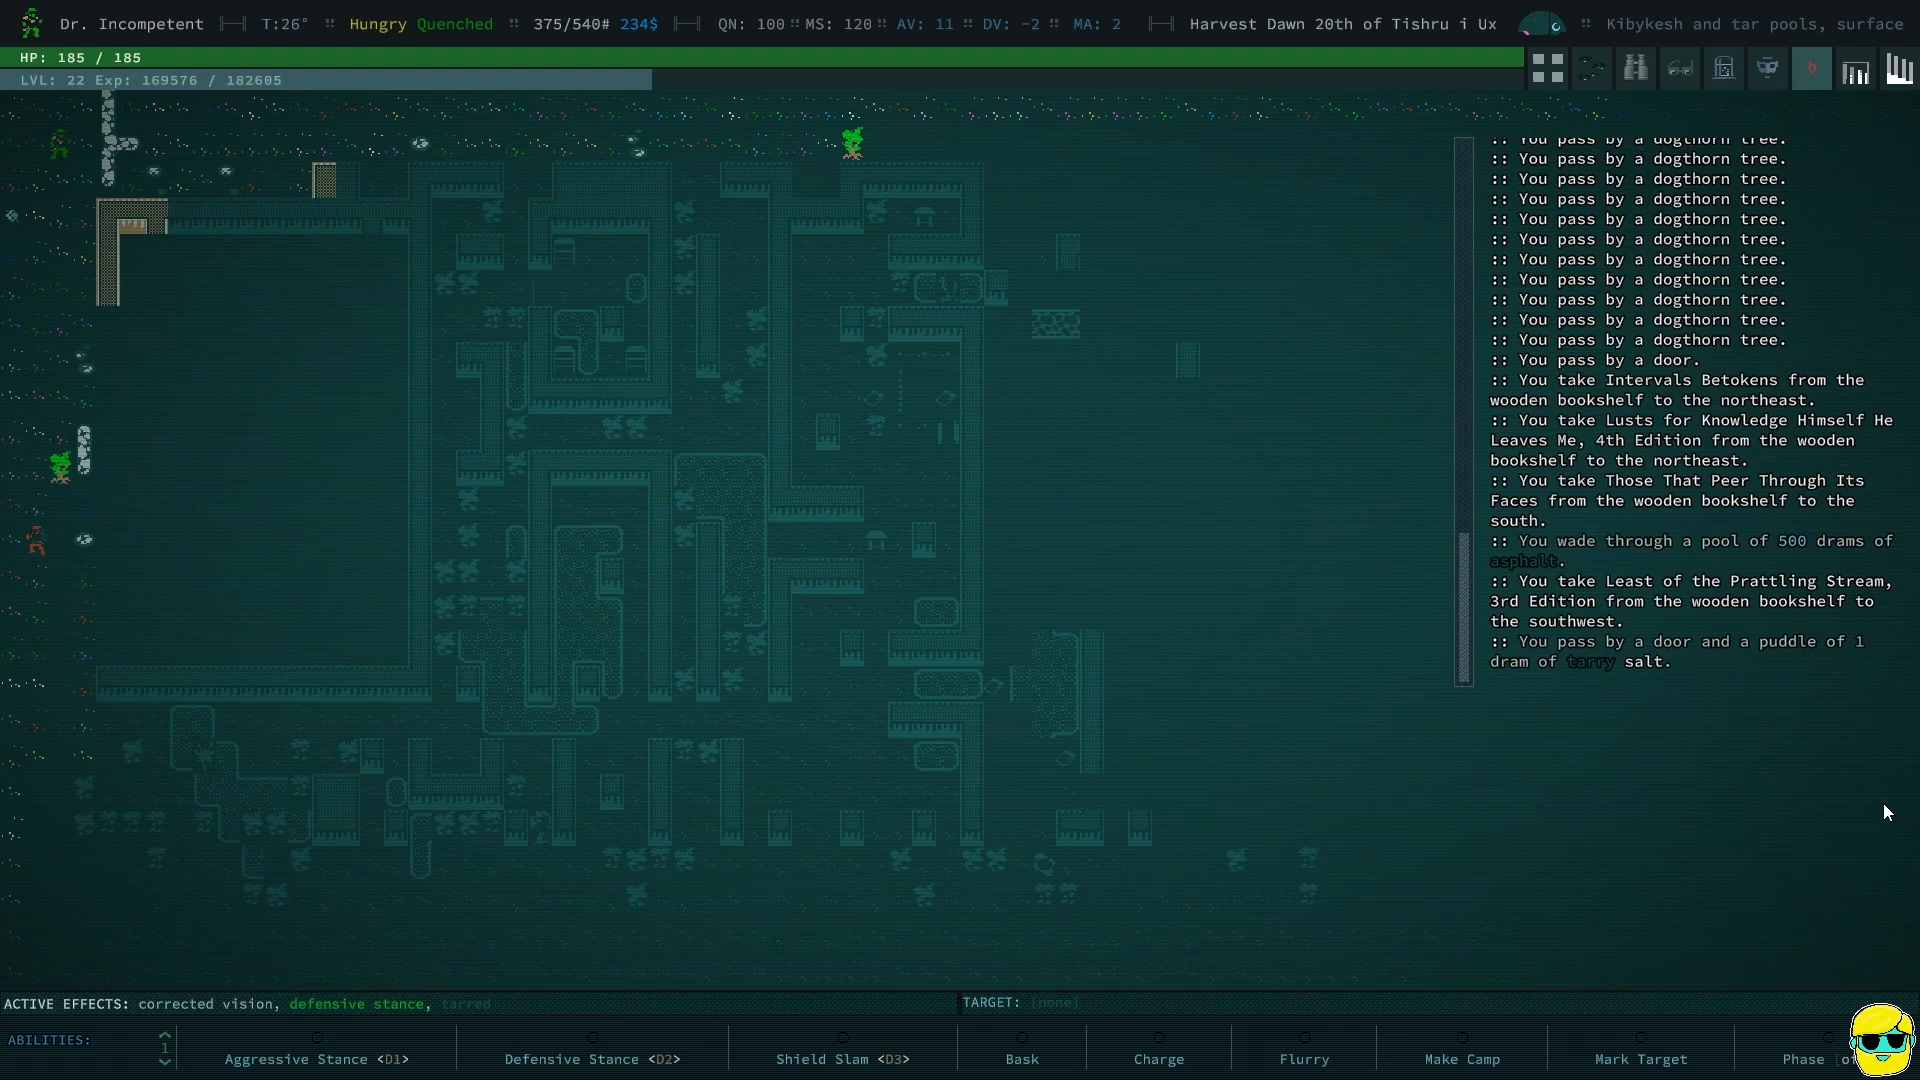 Dr. Incompetent T:26° Hungry Quenched 375/540# 234$ QN: 100 MS: 120 AV: 11 DV: -2 MA: 2 Harvest Dawn 20th of Tishru i Ux Kibykesh and tar pools, surface
HP: 185 / 185
LVL: 22 Exp: 169576 / 182605
:: You pass by a dogthorn tree.
:: You pass by a dogthorn tree.
:: You pass by a dogthorn tree.
:: You pass by a dogthorn tree.
:: You pass by a dogthorn tree.
:: You pass by a dogthorn tree.
:: You pass by a dogthorn tree.
:: You pass by a dogthorn tree.
:: You pass by a dogthorn tree.
:: You pass by a dogthorn tree.
:: You pass by a dogthorn tree.
:: You pass by a door.
:: You take Intervals Betokens from the
wooden bookshelf to the northeast.
:: You take Lusts for Knowledge Himself He
Leaves Me, 4th Edition from the wooden
bookshelf to the northeast.
:: You take Those That Peer Through Its
Faces from the wooden bookshelf to the
south.
:: You wade through a pool of 500 drams of
asphalt.
:: You take Least of the Prattling Stream,
3rd Edition from the wooden bookshelf to
the southwest.
:: You pass by a door and a puddle of 1
dram of tarry salt.
ACTIVE EFFECTS: corrected vision, defensive stance, tarred
TARGET: [none]
ABILITIES: 1 Aggressive Stance <D1> Defensive Stance <D2> Shield Slam <D3> Bask Charge Flurry Make Camp Mark Target Phase